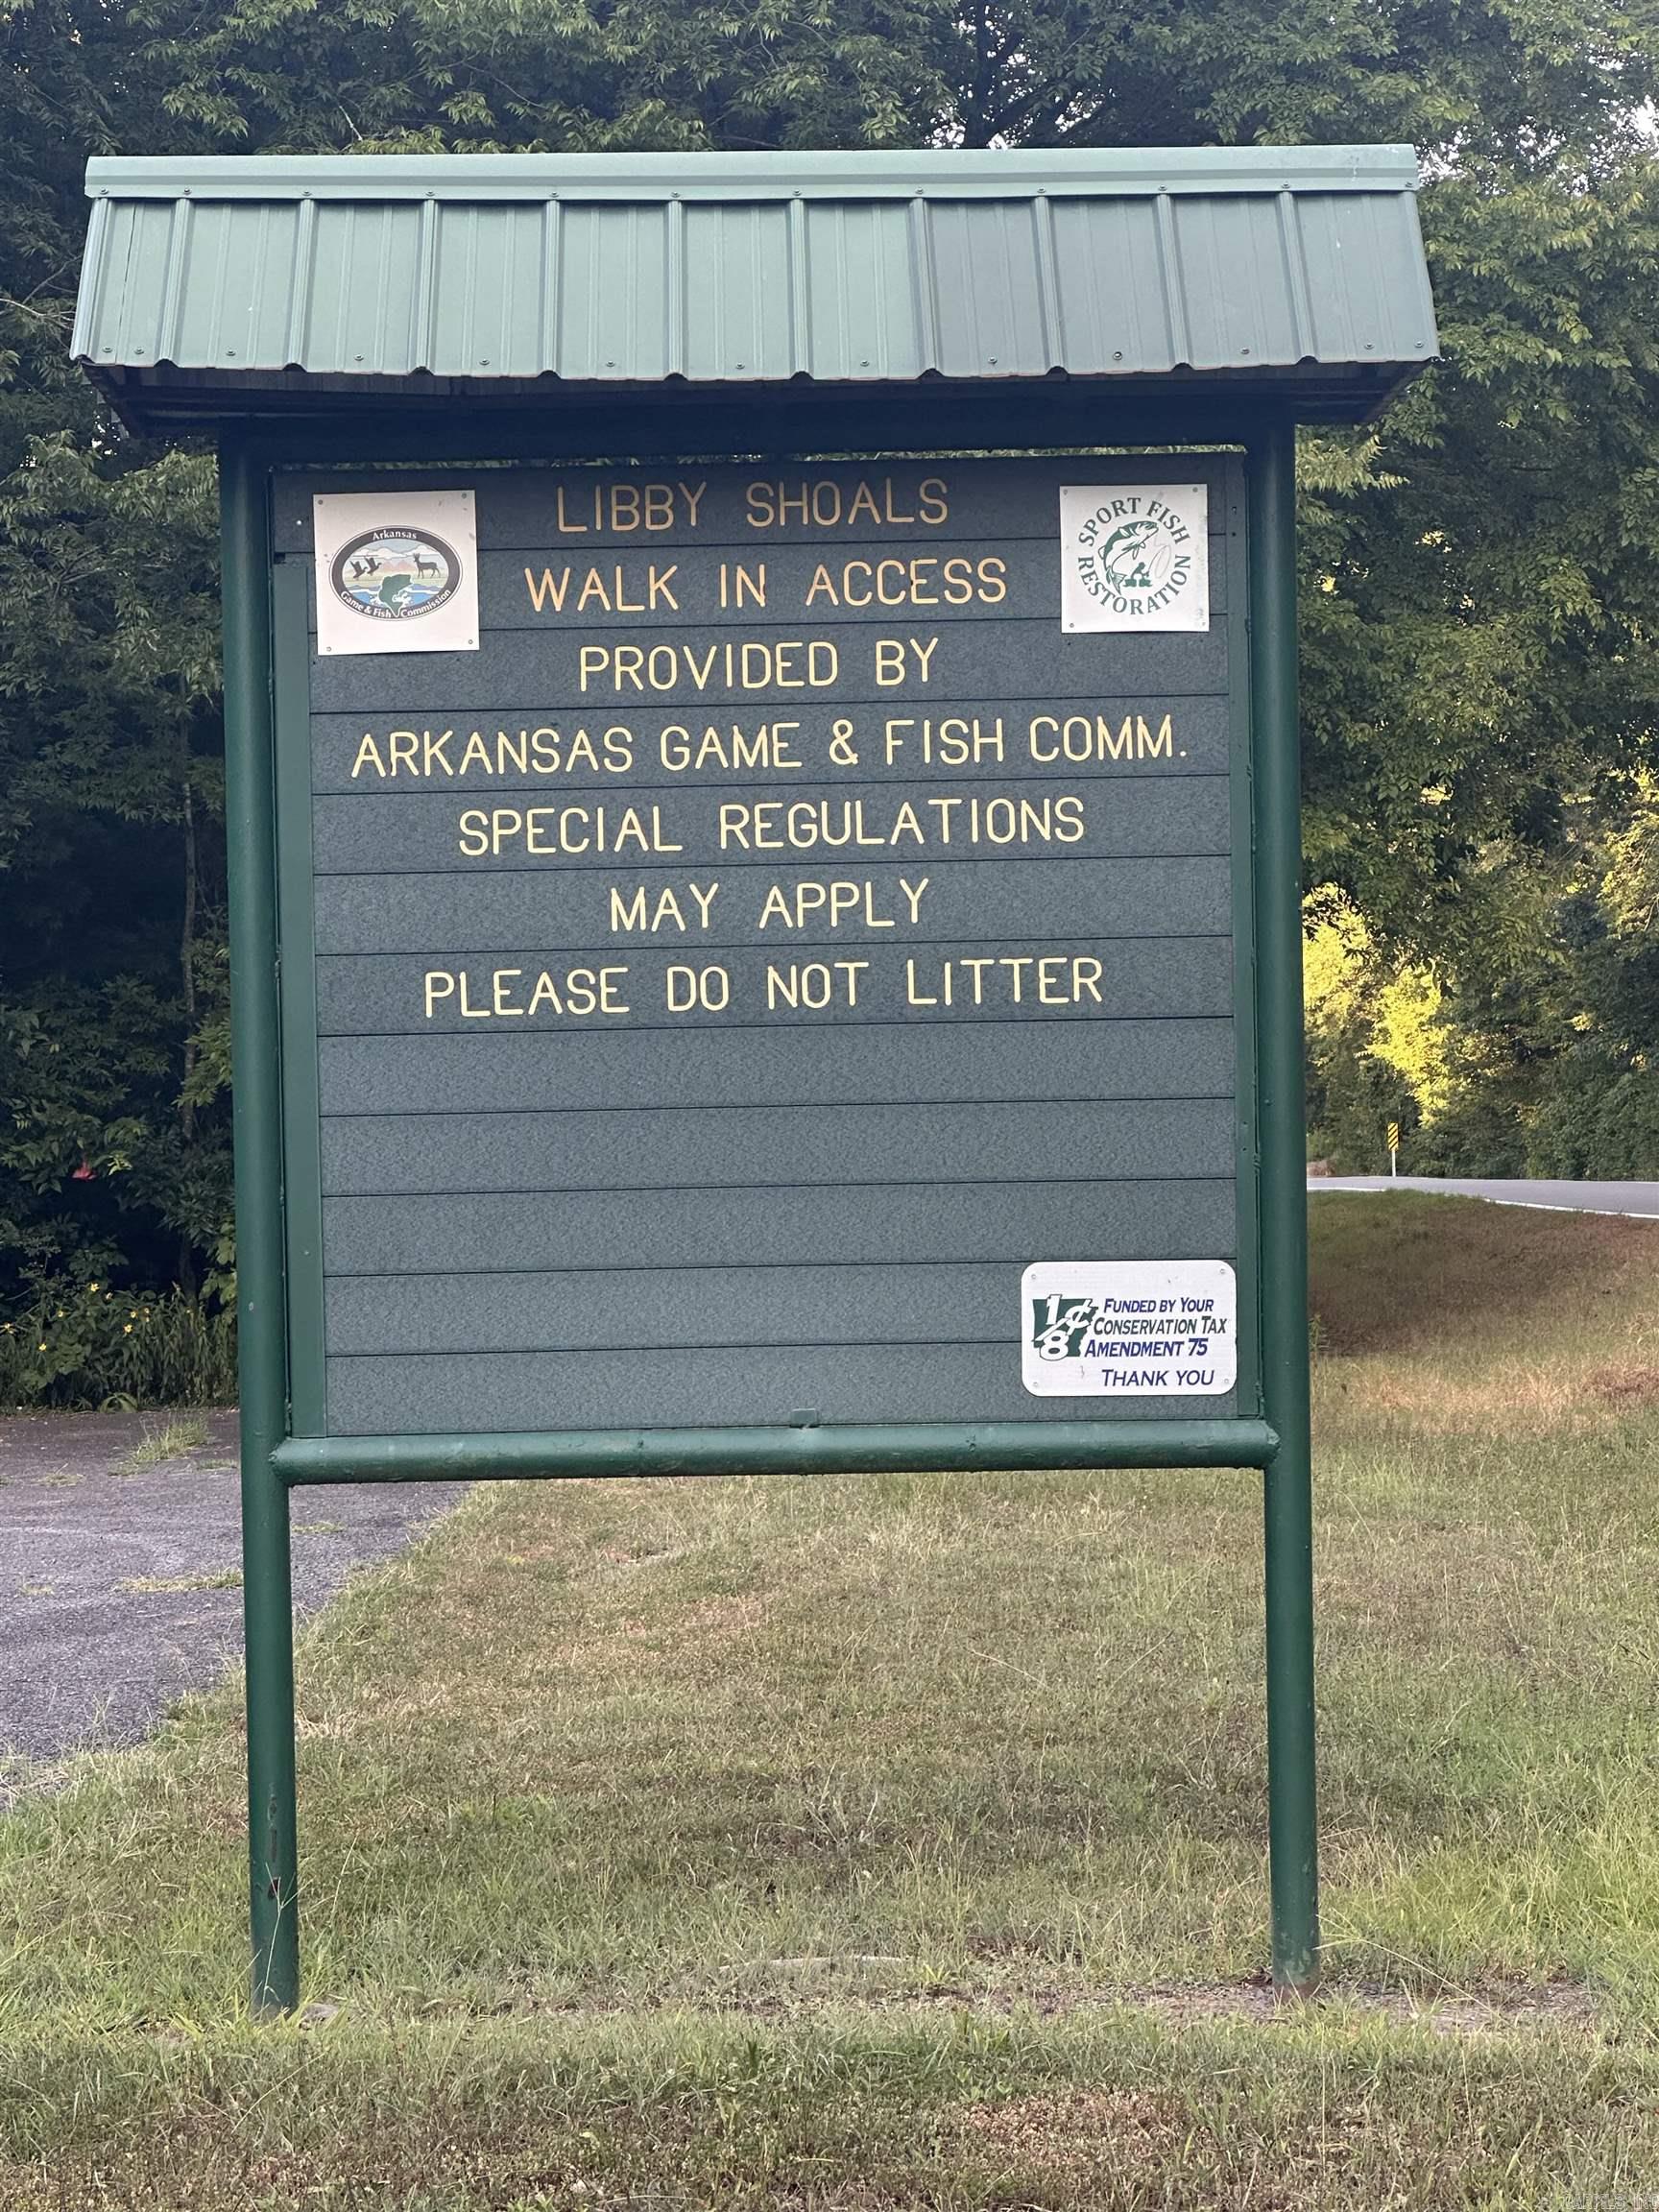 LIBBY SHOALS
WALK IN ACCESS
PROVIDED BY
ARKANSAS GAME & FISH COMM.
SPECIAL REGULATIONS
MAY APPLY
PLEASE DO NOT LITTER
Arkansas
Game & Fish Commission
SPORT FISH
RESTORATION
1/8¢
FUNDED BY YOUR
CONSERVATION TAX
AMENDMENT 75
THANK YOU